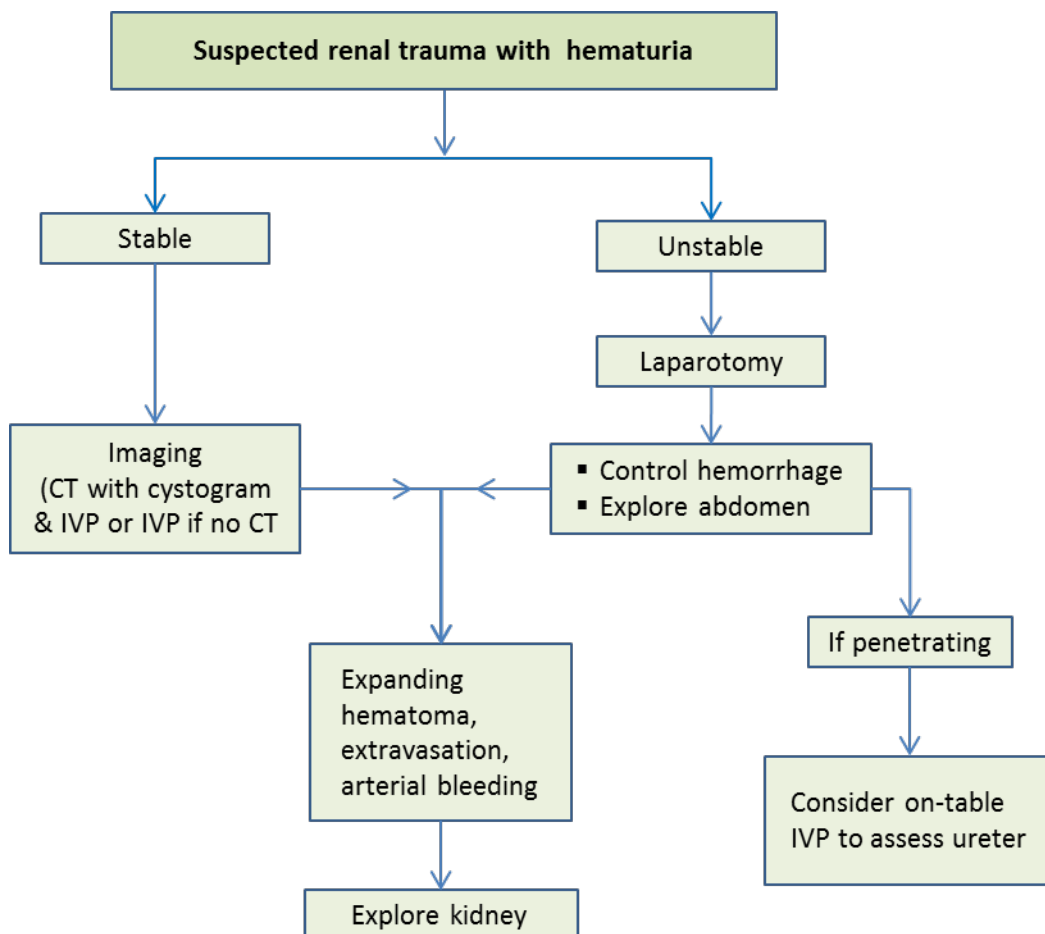 Suspected renal trauma with hematuria
Stable
Unstable
Laparotomy
Imaging
(CT with cystogram
& IVP or IVP if no CT
▪ Control hemorrhage
▪ Explore abdomen
If penetrating
Expanding
hematoma,
extravasation,
arterial bleeding
Consider on-table
IVP to assess ureter
Explore kidney